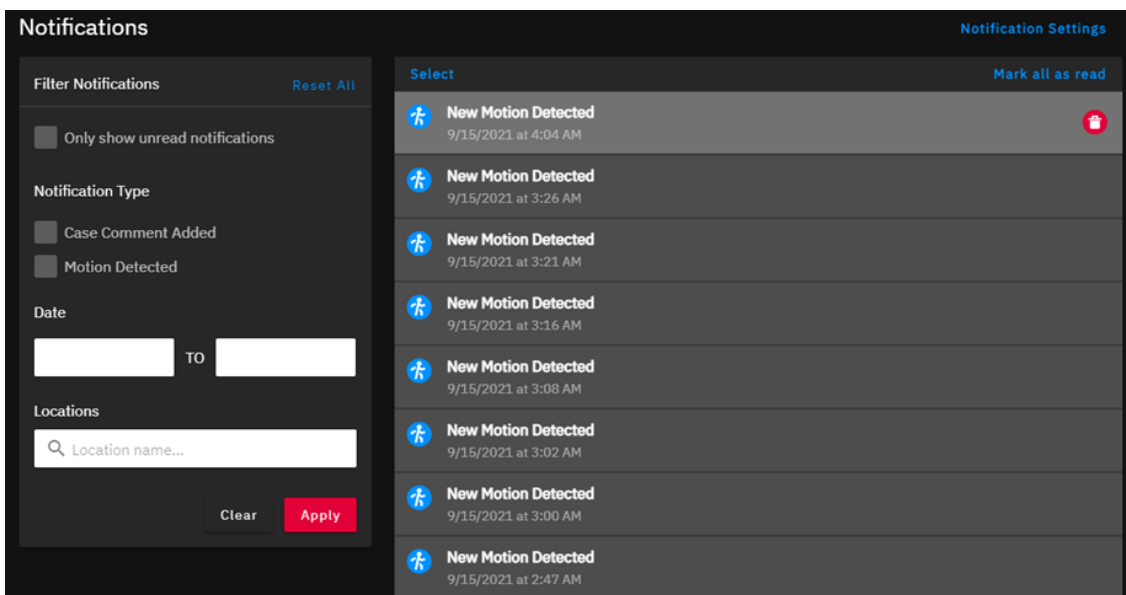 Notifications
Notification Settings
Filter Notifications
Reset All
Only show unread notifications
Notification Type
Case Comment Added
Motion Detected
Date
TO
Locations
Location name...
Clear
Apply
Select
Mark all as read
New Motion Detected
9/15/2021 at 4:04 AM
New Motion Detected
9/15/2021 at 3:26 AM
New Motion Detected
9/15/2021 at 3:21 AM
New Motion Detected
9/15/2021 at 3:16 AM
New Motion Detected
9/15/2021 at 3:08 AM
New Motion Detected
9/15/2021 at 3:02 AM
New Motion Detected
9/15/2021 at 3:00 AM
New Motion Detected
9/15/2021 at 2:47 AM